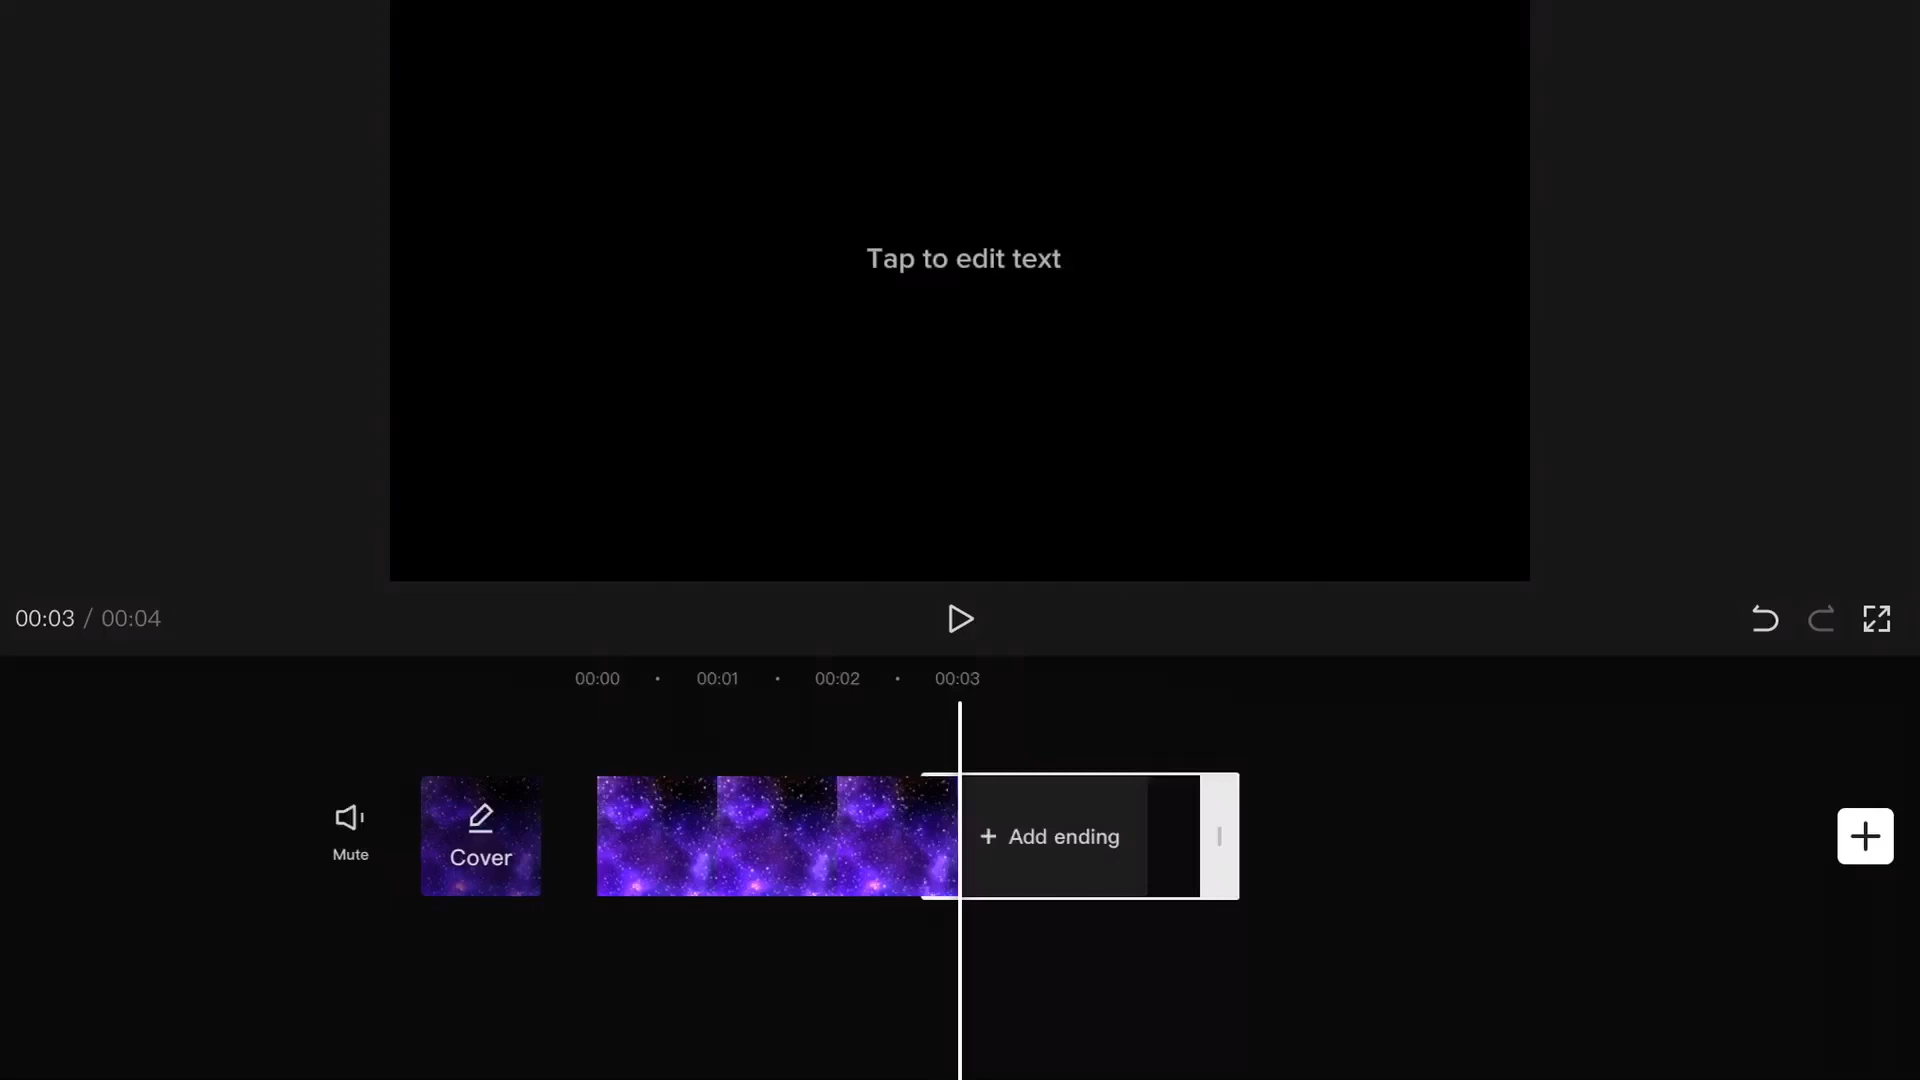 Tap to edit text
00:03 / 00:04
00:00 00:01 00:02 00:03
Mute
Cover
+ Add ending